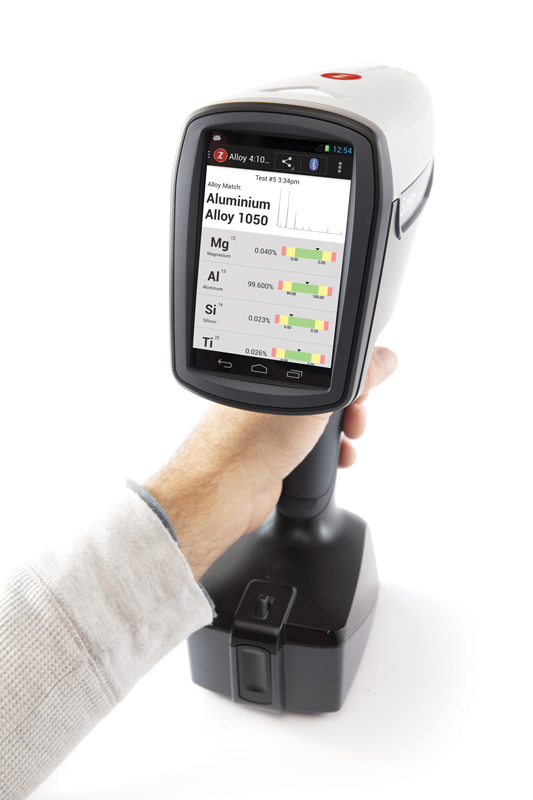 Z
12:54
Z Alloy 4:10...
Test #5 3:34pm
Alloy Match:
Aluminium
Alloy 1050
Mg 12
Magnesium
0.040%
0.00 0.05
Al 13
Aluminum
99.600%
99.00 100.00
Si 14
Silicon
0.023%
0.00 0.25
Ti 22
0.026%